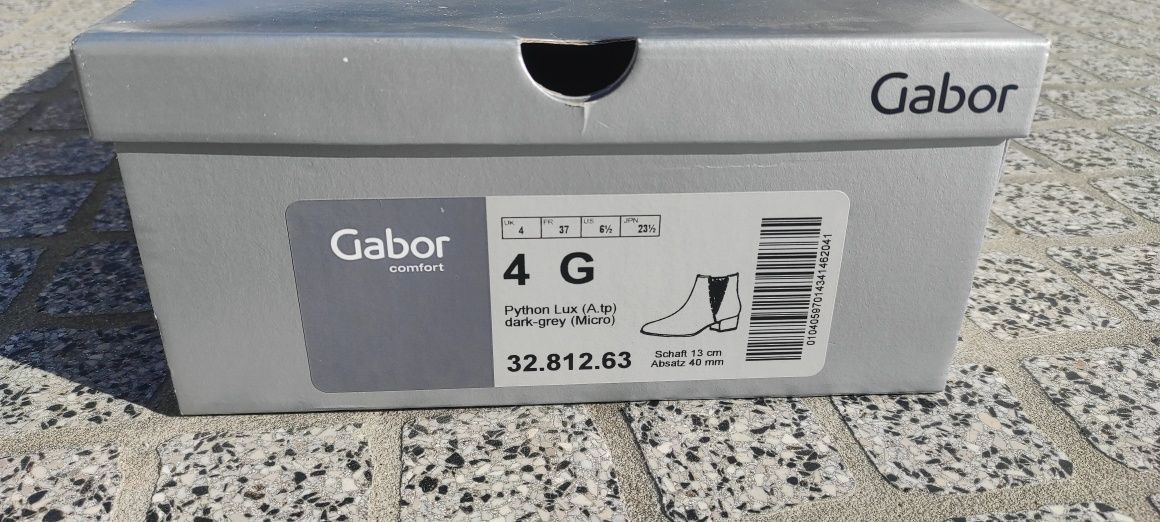 Gabor
Gabor
comfort
UK 4 FR 37 US 6½ JPN 23½
4 G
Python Lux (A.tp)
dark-grey (Micro)
32.812.63
Schaft 13 cm
Absatz 40 mm
01040597014341462041